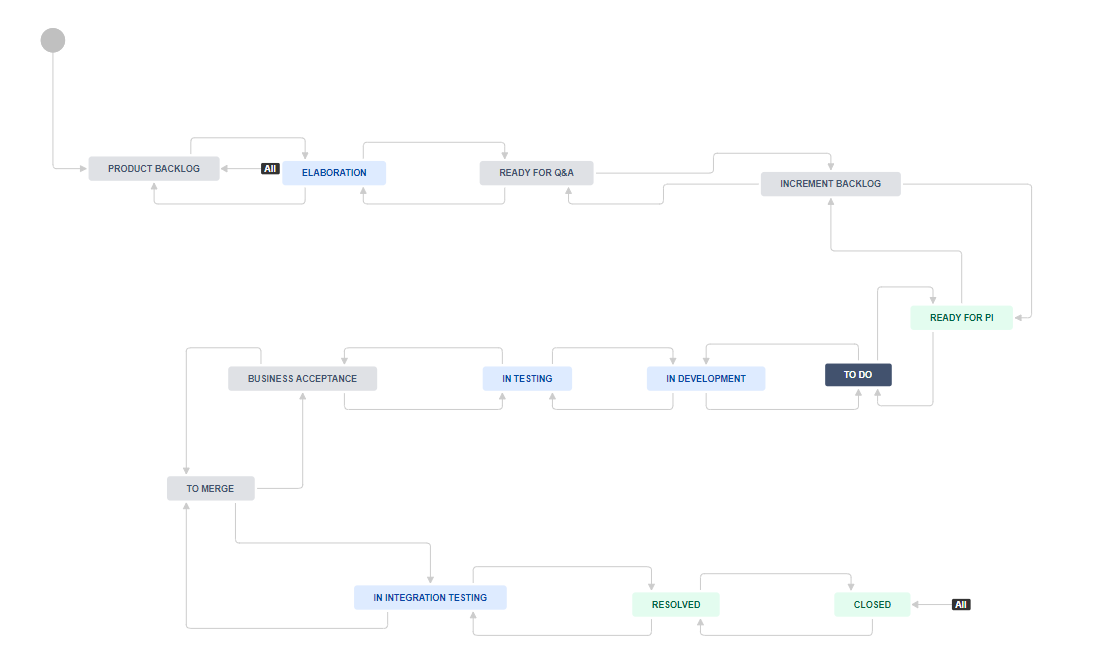 PRODUCT BACKLOG
All
ELABORATION
READY FOR Q&A
INCREMENT BACKLOG
READY FOR PI
BUSINESS ACCEPTANCE
IN TESTING
IN DEVELOPMENT
TO DO
TO MERGE
IN INTEGRATION TESTING
RESOLVED
CLOSED
All